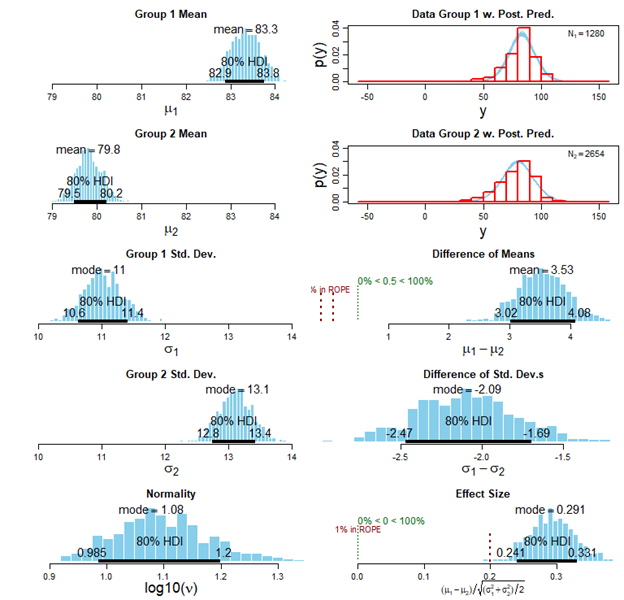 Group 1 Mean
mean = 83.3
80% HDI
82.9 83.8
79 80 81 82 83 84
μ1
Data Group 1 w. Post. Pred.
N1 = 1280
p(y)
0.00 0.04
-50 0 50 100 150
y
Group 2 Mean
mean = 79.8
80% HDI
79.5 80.2
79 80 81 82 83 84
μ2
Data Group 2 w. Post. Pred.
N2 = 2654
p(y)
0.00 0.04
-50 0 50 100 150
y
Group 1 Std. Dev.
mode = 11
80% HDI
10.6 11.4
10 11 12 13 14
σ1
Difference of Means
mean = 3.53
0% < 0.5 < 100%
% in ROPE
80% HDI
3.02 4.08
1 2 3 4
μ1 − μ2
Group 2 Std. Dev.
mode = 13.1
80% HDI
12.8 13.4
10 11 12 13 14
σ2
Difference of Std. Dev.s
mode = -2.09
80% HDI
-2.47 -1.69
-2.5 -2.0 -1.5
σ1 − σ2
Normality
mode = 1.08
80% HDI
0.985 1.2
0.9 1.0 1.1 1.2 1.3
log10(ν)
Effect Size
mode = 0.291
0% < 0 < 100%
1% in ROPE
80% HDI
0.241 0.331
0.0 0.1 0.2 0.3
(μ1 − μ2)/√(σ1² + σ2²)/2